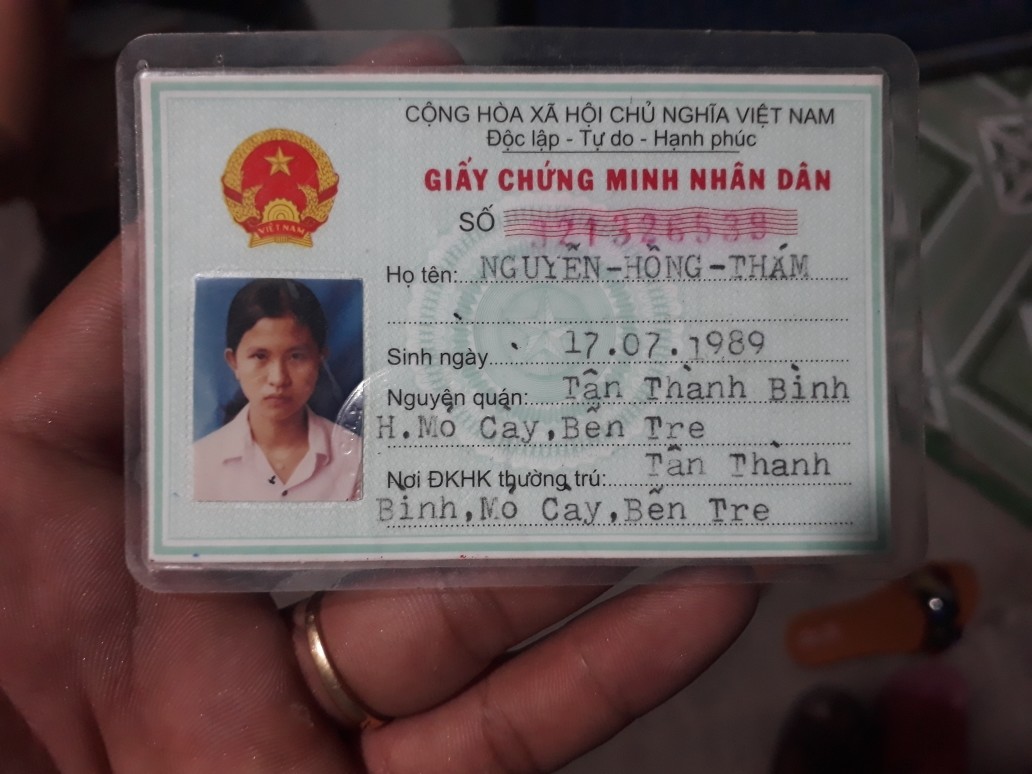 CỘNG HÒA XÃ HỘI CHỦ NGHĨA VIỆT NAM
Độc lập - Tự do - Hạnh phúc
GIẤY CHỨNG MINH NHÂN DÂN
VIỆT NAM
SỐ
Họ tên: NGUYỄN-HỒNG-THẮM
Sinh ngày 17.07.1989
Nguyên quán: Tân Thành Bình
H.Mỏ Cày,Bến Tre
Nơi ĐKHK thường trú: Tân Thành
Bình,Mỏ Cày,Bến Tre